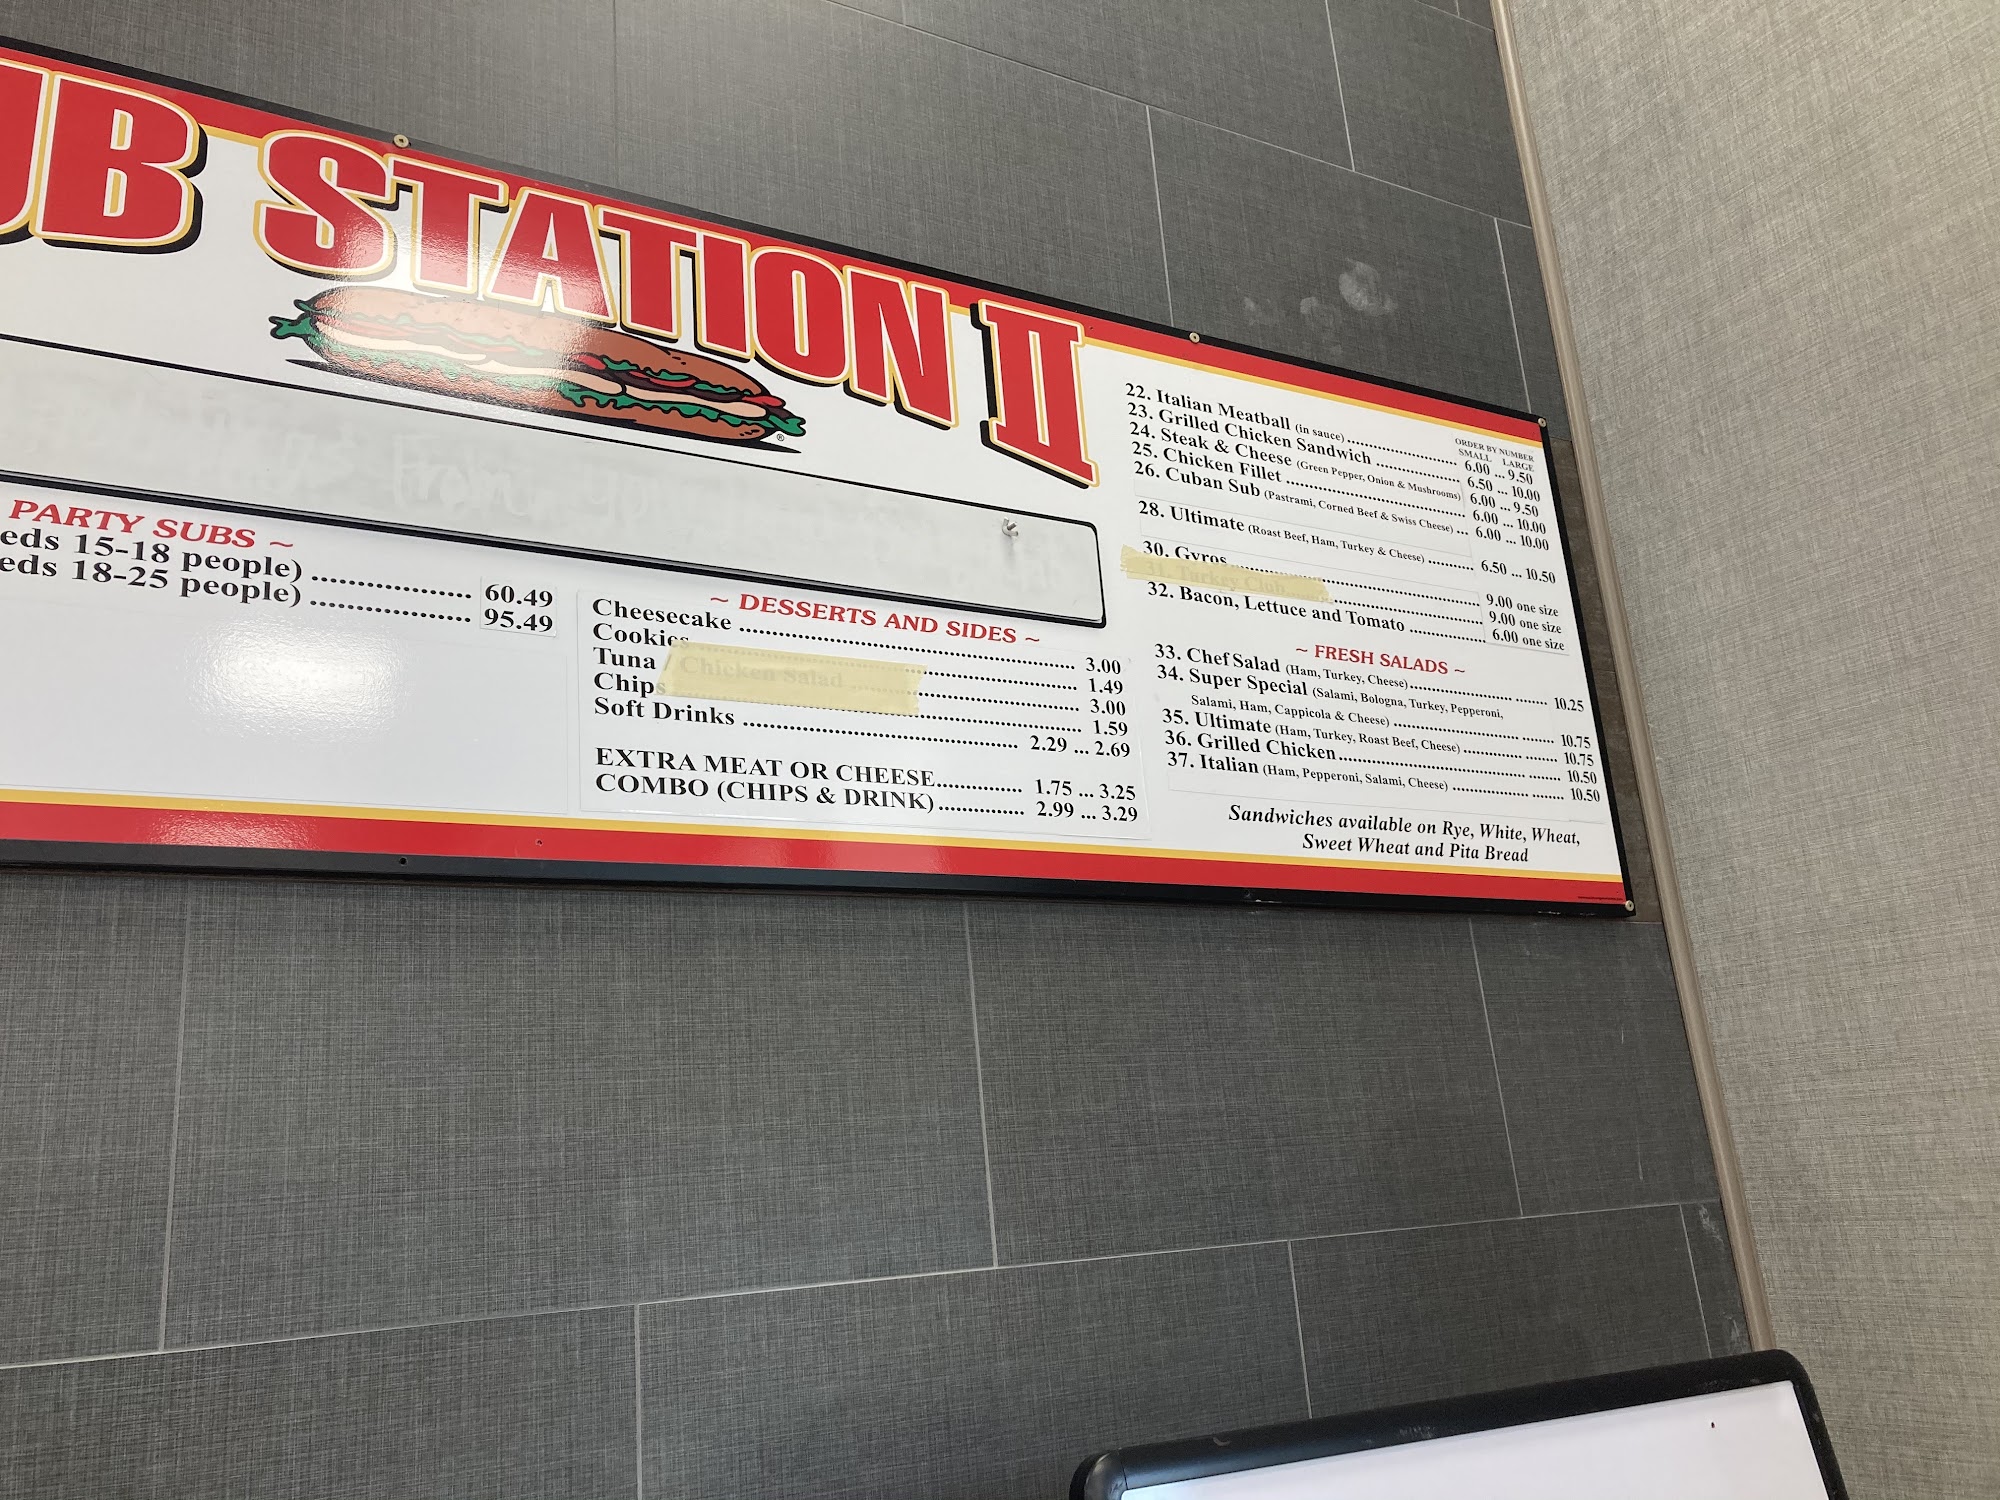 UB STATION II
®
PARTY SUBS ~
eds 15-18 people) ........................ 60.49
eds 18-25 people) ........................ 95.49
~ DESSERTS AND SIDES ~
Cheesecake ........................ 3.00
Cookies ........................ 1.49
Tuna / Chicken Salad ........................ 3.00
Chips ........................ 1.59
Soft Drinks ........................ 2.29 ... 2.69
EXTRA MEAT OR CHEESE............. 1.75 ... 3.25
COMBO (CHIPS & DRINK)............. 2.99 ... 3.29
ORDER BY NUMBER
SMALL LARGE
22. Italian Meatball (in sauce) ........................ 6.00 ... 9.50
23. Grilled Chicken Sandwich ........................ 6.50 ... 10.00
24. Steak & Cheese (Green Pepper, Onion & Mushrooms) 6.00 ... 9.50
25. Chicken Fillet ........................ 6.00 ... 10.00
26. Cuban Sub (Pastrami, Corned Beef & Swiss Cheese) ... 6.00 ... 10.00
28. Ultimate (Roast Beef, Ham, Turkey & Cheese) ........... 6.50 ... 10.50
30. Gyros........................ 9.00 one size
31. Turkey Club........................ 9.00 one size
32. Bacon, Lettuce and Tomato ................. 6.00 one size
~ FRESH SALADS ~
33. Chef Salad (Ham, Turkey, Cheese)........................ 10.25
34. Super Special (Salami, Bologna, Turkey, Pepperoni,
Salami, Ham, Cappicola & Cheese) ........................ 10.75
35. Ultimate (Ham, Turkey, Roast Beef, Cheese) ............. 10.75
36. Grilled Chicken........................ 10.50
37. Italian (Ham, Pepperoni, Salami, Cheese) ................. 10.50
Sandwiches available on Rye, White, Wheat,
Sweet Wheat and Pita Bread